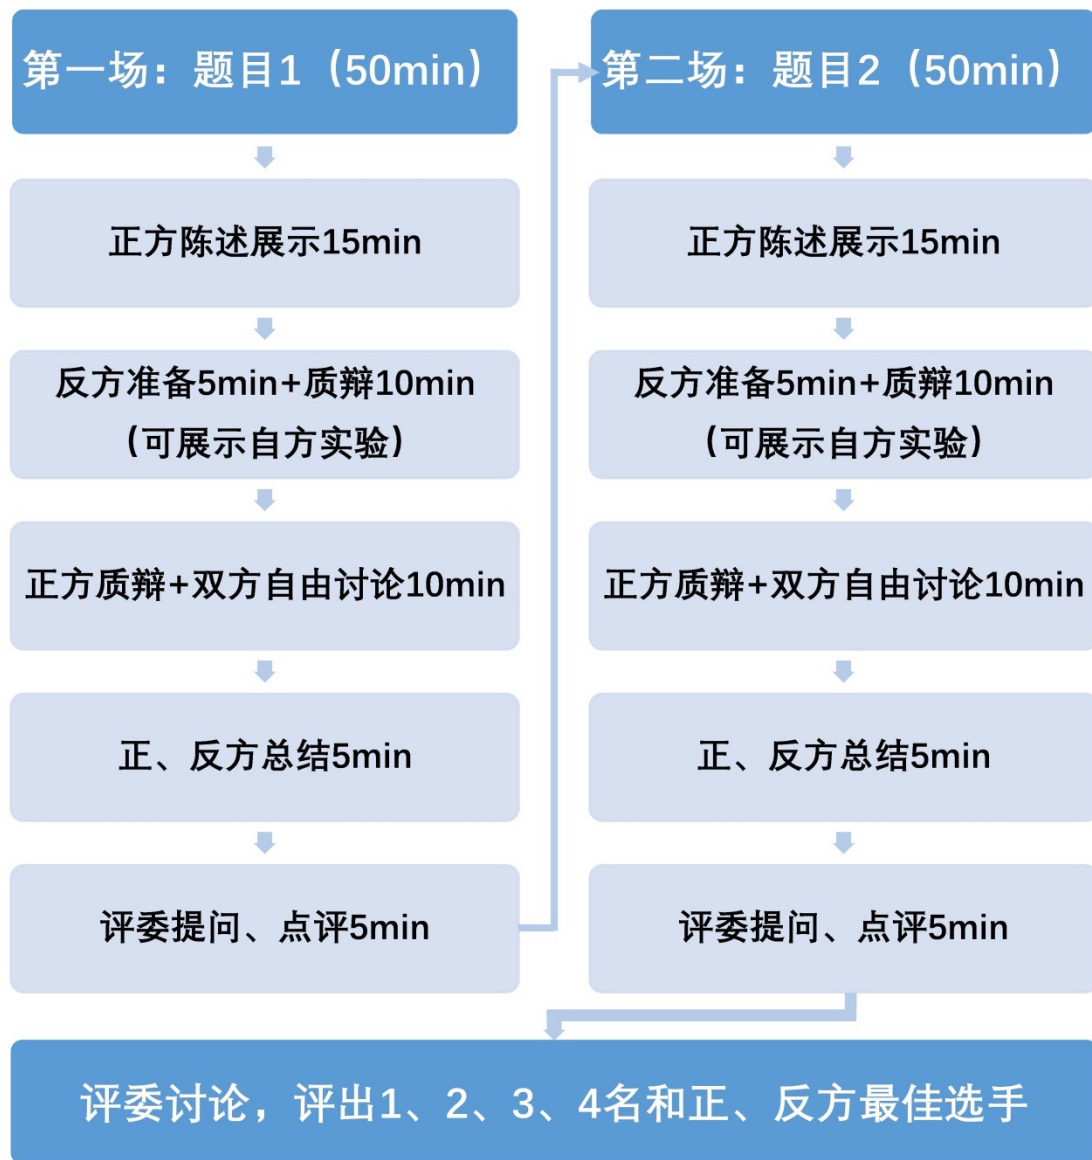 第一场：题目1（50min）
正方陈述展示15min
反方准备5min+质辩10min
（可展示自方实验）
正方质辩+双方自由讨论10min
正、反方总结5min
评委提问、点评5min
第二场：题目2（50min）
正方陈述展示15min
反方准备5min+质辩10min
（可展示自方实验）
正方质辩+双方自由讨论10min
正、反方总结5min
评委提问、点评5min
评委讨论，评出1、2、3、4名和正、反方最佳选手